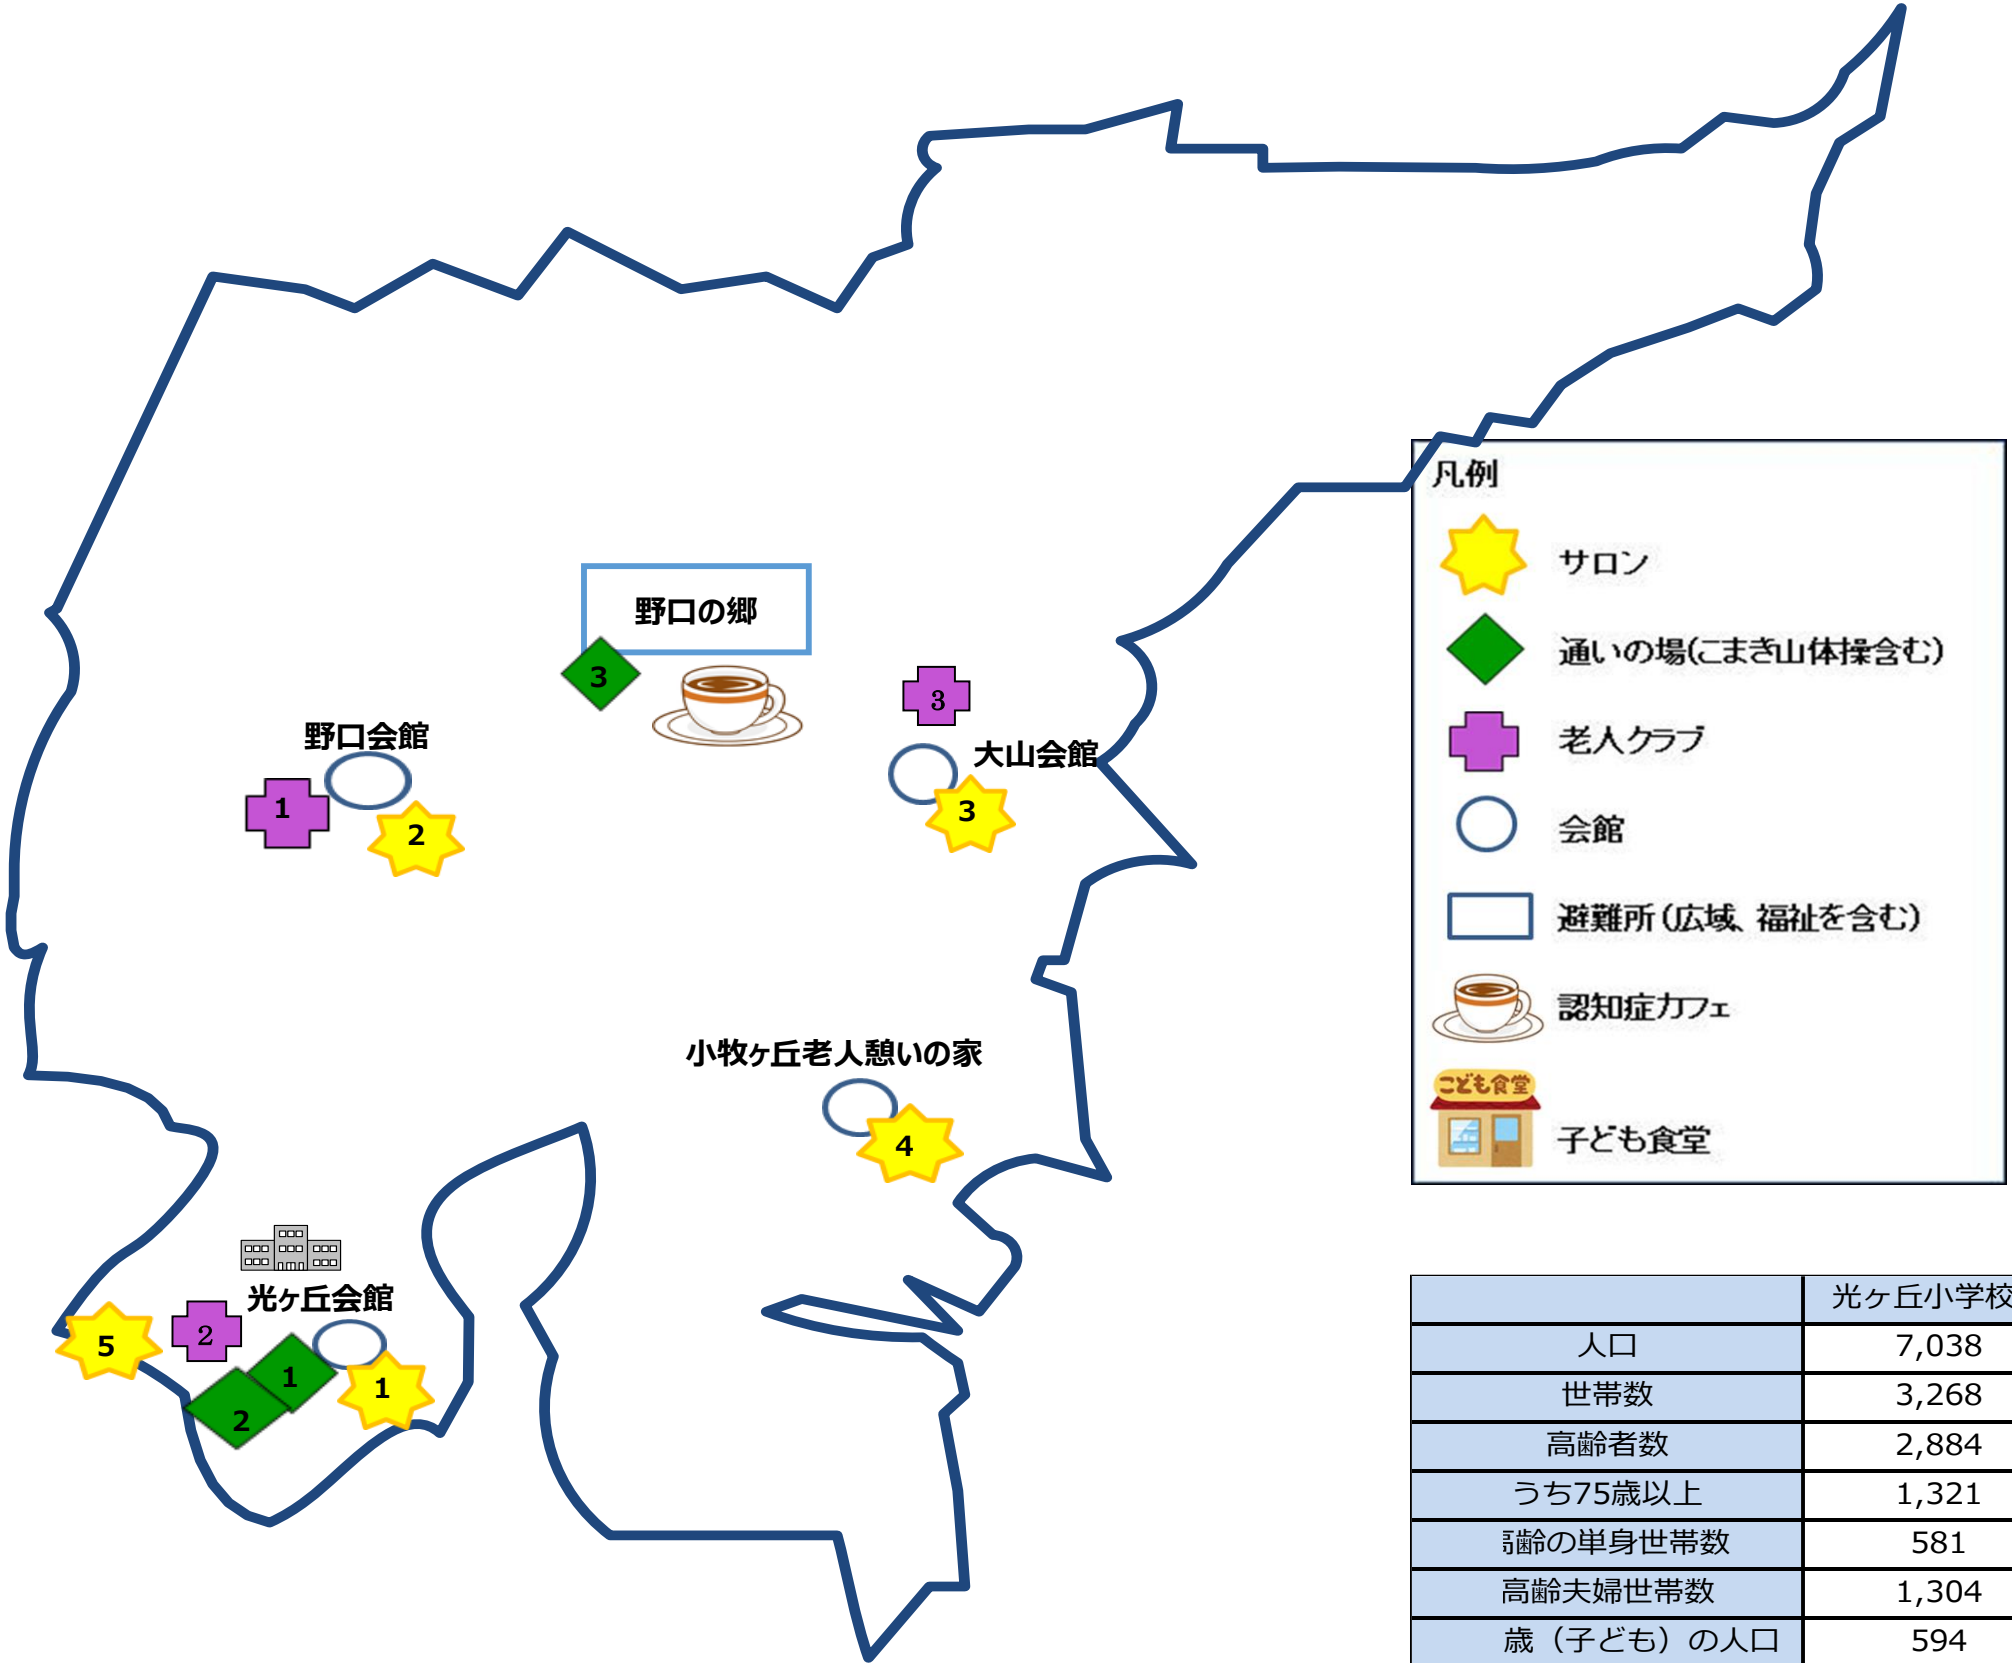 野口の郷
3
3
野口会館
大山会館
1
2
3
小牧ヶ丘老人憩いの家
4
光ヶ丘会館
5
2
1
1
2
凡例
サロン
通いの場(こまき山体操含む)
老人クラブ
会館
避難所(広域、福祉を含む)
認知症カフェ
こども食堂
子ども食堂
光ヶ丘小学校
人口 7,038
世帯数 3,268
高齢者数 2,884
うち75歳以上 1,321
高齢の単身世帯数 581
高齢夫婦世帯数 1,304
歳（子ども）の人口 594